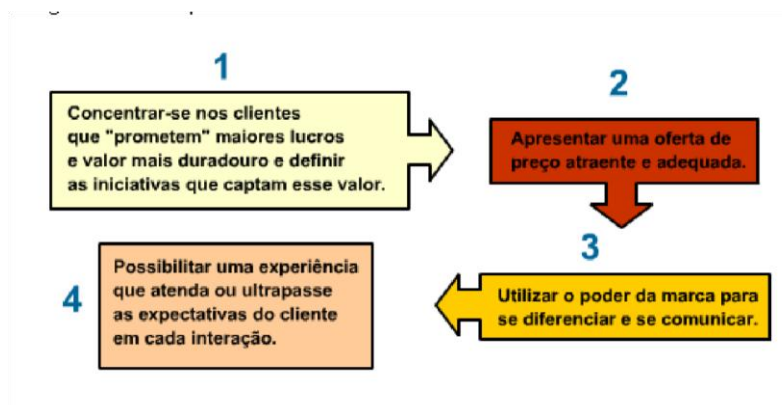 1
Concentrar-se nos clientes
que "prometem" maiores lucros
e valor mais duradouro e definir
as iniciativas que captam esse valor.
2
Apresentar uma oferta de
preço atraente e adequada.
3
Utilizar o poder da marca para
se diferenciar e se comunicar.
4
Possibilitar uma experiência
que atenda ou ultrapasse
as expectativas do cliente
em cada interação.